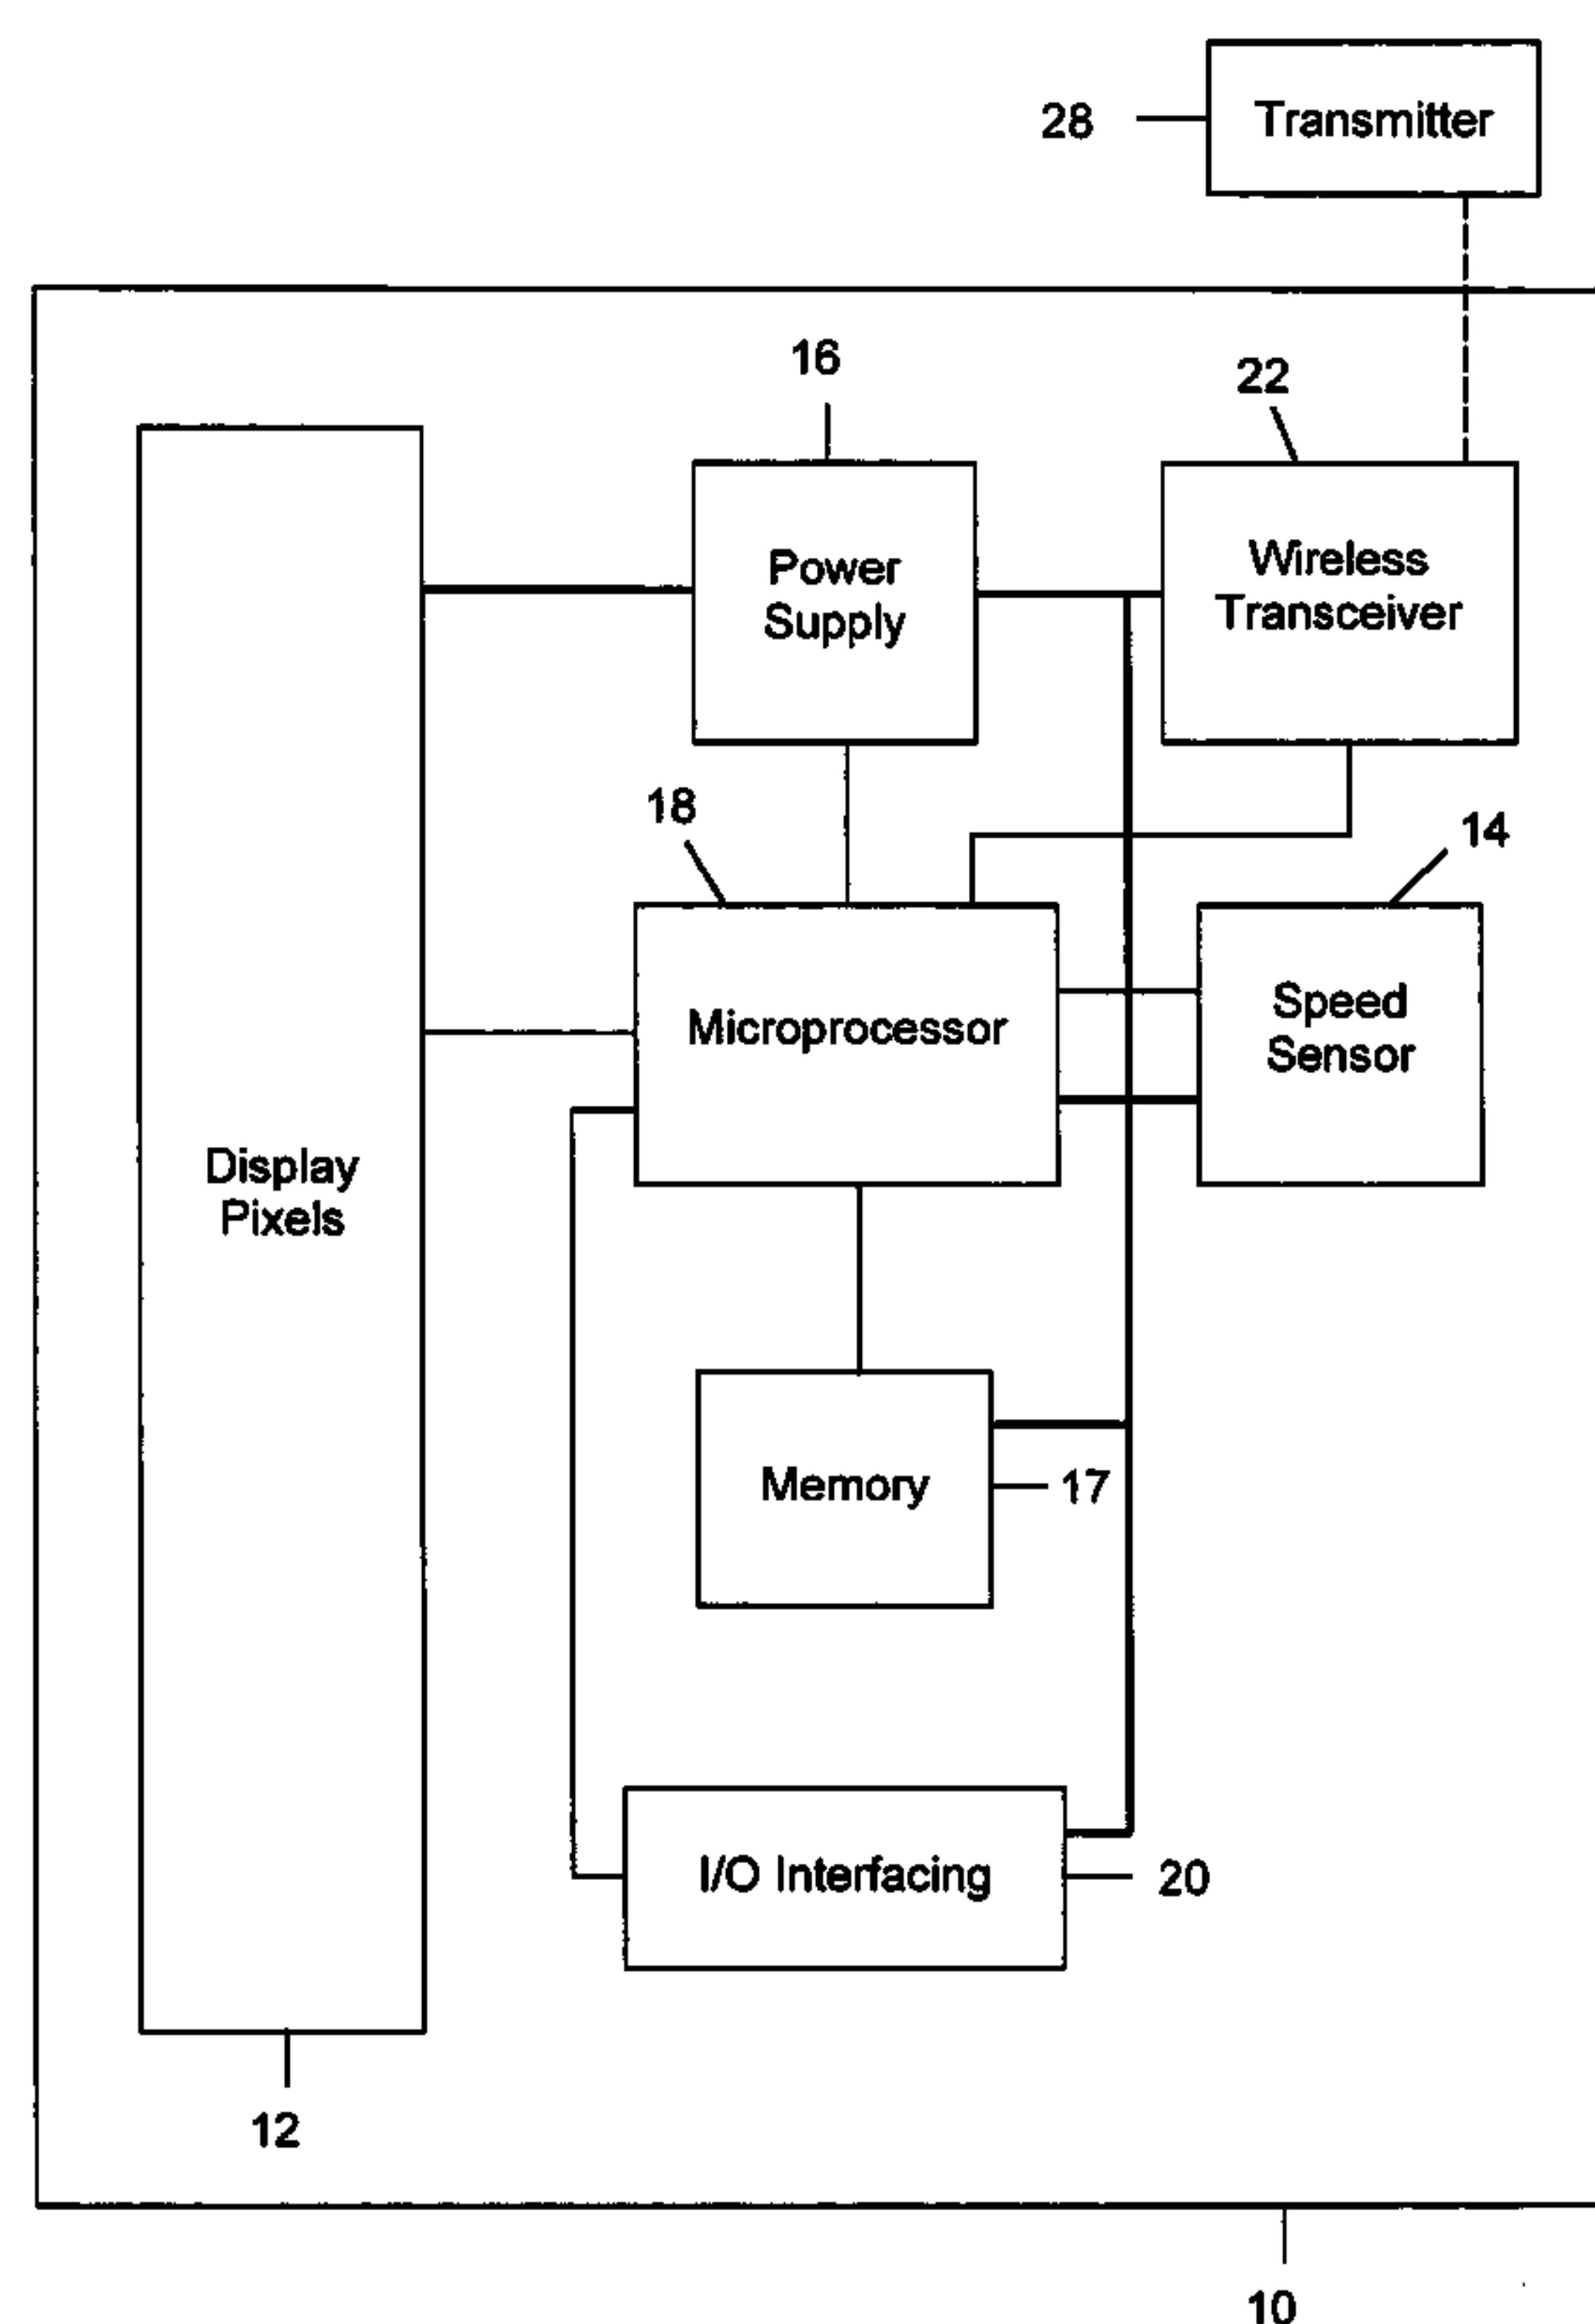 28
Transmitter
16
22
Power
Supply
Wireless
Transceiver
18
14
Microprocessor
Speed
Sensor
Display
Pixels
Memory
17
I/O Interfacing
20
12
10